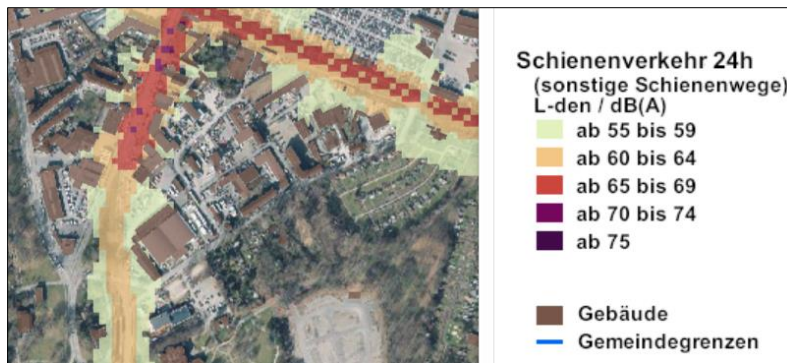 Schienenverkehr 24h
(sonstige Schienenwege)
L-den / dB(A)
ab 55 bis 59
ab 60 bis 64
ab 65 bis 69
ab 70 bis 74
ab 75
Gebäude
Gemeindegrenzen